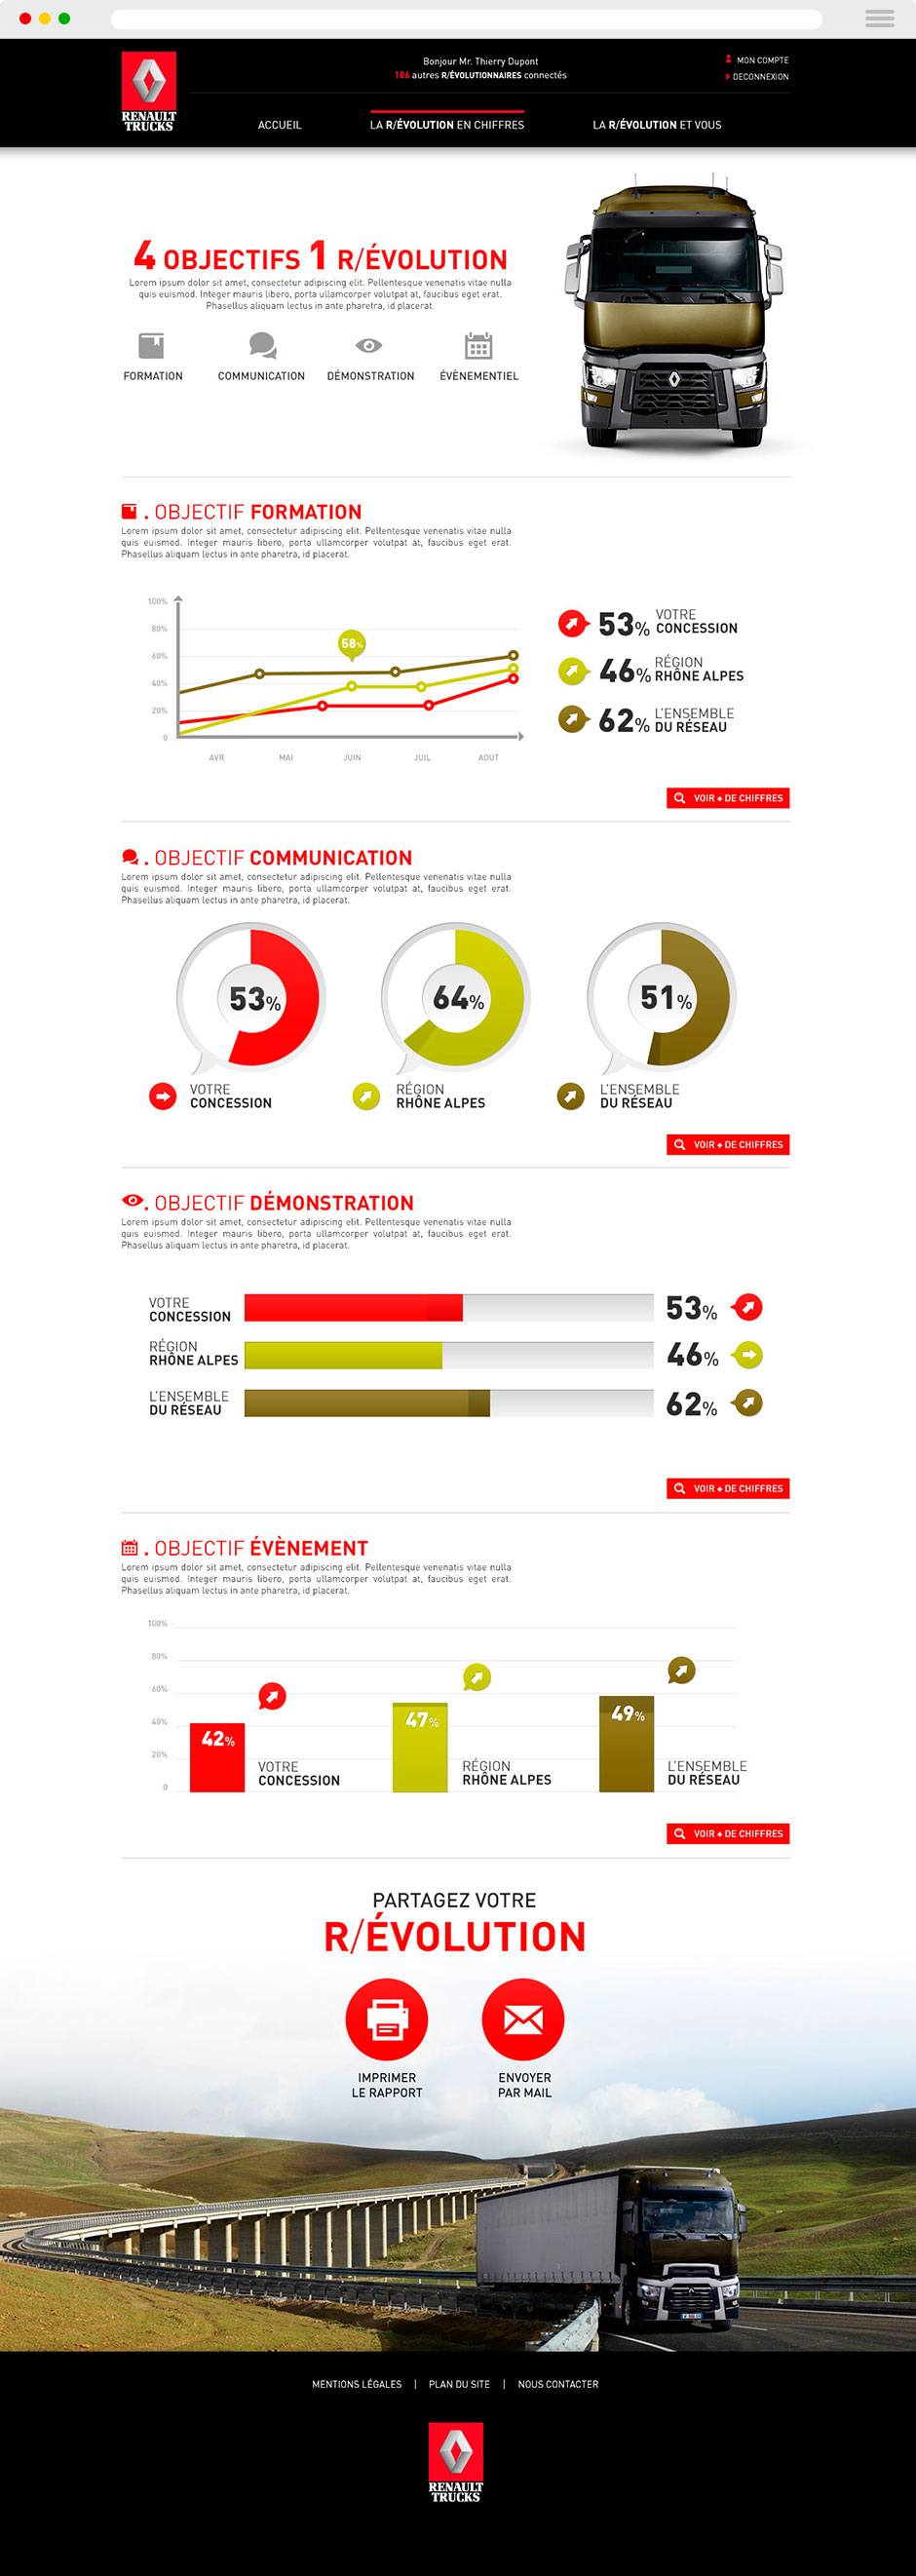 RENAULT
TRUCKS
Bonjour Mr. Thierry Dupont
186 autres R/ÉVOLUTIONNAIRES connectés
MON COMPTE
DECONNEXION
ACCUEIL
LA R/ÉVOLUTION EN CHIFFRES
LA R/ÉVOLUTION ET VOUS
4 OBJECTIFS 1 R/ÉVOLUTION
Lorem ipsum dolor sit amet, consectetur adipiscing elit. Pellentesque venenatis vitae nulla
quis euismod. Integer mauris libero, porta ullamcorper volutpat at, faucibus eget erat.
Phasellus aliquam lectus in ante pharetra, id placerat.
FORMATION
COMMUNICATION
DÉMONSTRATION
ÉVÈNEMENTIEL
. OBJECTIF FORMATION
Lorem ipsum dolor sit amet, consectetur adipiscing elit. Pellentesque venenatis vitae nulla
quis euismod. Integer mauris libero, porta ullamcorper volutpat at, faucibus eget erat.
Phasellus aliquam lectus in ante pharetra, id placerat.
100%
80%
60%
40%
20%
0
58%
AVR
MAI
JUIN
JUIL
AOUT
53% VOTRE
CONCESSION
46% RÉGION
RHÔNE ALPES
62% L'ENSEMBLE
DU RÉSEAU
VOIR + DE CHIFFRES
. OBJECTIF COMMUNICATION
Lorem ipsum dolor sit amet, consectetur adipiscing elit. Pellentesque venenatis vitae nulla
quis euismod. Integer mauris libero, porta ullamcorper volutpat at, faucibus eget erat.
Phasellus aliquam lectus in ante pharetra, id placerat.
53%
64%
51%
VOTRE
CONCESSION
RÉGION
RHÔNE ALPES
L'ENSEMBLE
DU RÉSEAU
VOIR + DE CHIFFRES
. OBJECTIF DÉMONSTRATION
Lorem ipsum dolor sit amet, consectetur adipiscing elit. Pellentesque venenatis vitae nulla
quis euismod. Integer mauris libero, porta ullamcorper volutpat at, faucibus eget erat.
Phasellus aliquam lectus in ante pharetra, id placerat.
VOTRE
CONCESSION
53%
RÉGION
RHÔNE ALPES
46%
L'ENSEMBLE
DU RÉSEAU
62%
VOIR + DE CHIFFRES
. OBJECTIF ÉVÈNEMENT
Lorem ipsum dolor sit amet, consectetur adipiscing elit. Pellentesque venenatis vitae nulla
quis euismod. Integer mauris libero, porta ullamcorper volutpat at, faucibus eget erat.
Phasellus aliquam lectus in ante pharetra, id placerat.
100%
80%
60%
40%
20%
0
42%
VOTRE
CONCESSION
47%
RÉGION
RHÔNE ALPES
49%
L'ENSEMBLE
DU RÉSEAU
VOIR + DE CHIFFRES
PARTAGEZ VOTRE
R/ÉVOLUTION
IMPRIMER
LE RAPPORT
ENVOYER
PAR MAIL
MENTIONS LÉGALES | PLAN DU SITE | NOUS CONTACTER
RENAULT
TRUCKS